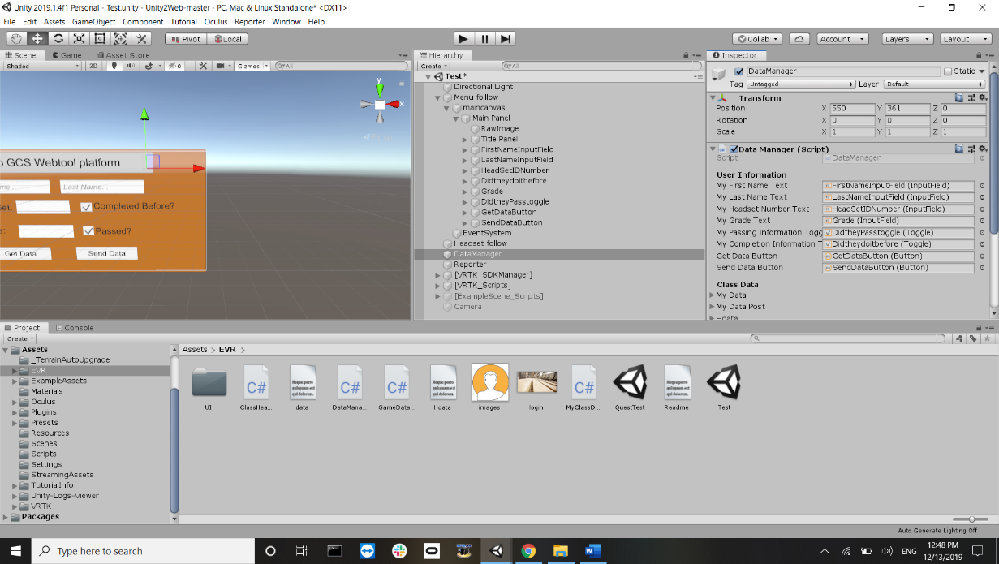 Unity 2019.1.4f1 Personal - Test.unity - Unity2Web-master - PC, Mac & Linux Standalone* <DX11>
File Edit Assets GameObject Component Tutorial Oculus Reporter Window Help
Pivot Local Collab Account Layers Layout
Scene Game Asset Store
Shaded 2D 0 Gizmos All
y
x
o GCS Webtool platform
me... Last Name...
Set: Completed Before?
e: Passed?
Get Data Send Data
Hierarchy
Create All
Test*
Directional Light
Menu folllow
maincanvas
Main Panel
RawImage
Title Panel
FirstNameInputField
LastNameInputField
HeadSetIDNumber
Didtheydoitbefore
Grade
DidtheyPasstoggle
GetDataButton
SendDataButton
EventSystem
Headset follow
DataManager
Reporter
[VRTK_SDKManager]
[VRTK_Scripts]
[ExampleScene_Scripts]
Camera
Inspector
DataManager Static
Tag Untagged Layer Default
Transform
Position X 550 Y 361 Z 0
Rotation X 0 Y 0 Z 0
Scale X 1 Y 1 Z 1
Data Manager (Script)
Script DataManager
User Information
My First Name Text FirstNameInputField (InputField)
My Last Name Text LastNameInputField (InputField)
My Headset Number Text HeadSetIDNumber (InputField)
My Grade Text Grade (InputField)
My Passing Information Togg DidtheyPasstoggle (Toggle)
My Completion Information T Didtheydoitbefore (Toggle)
Get Data Button GetDataButton (Button)
Send Data Button SendDataButton (Button)
Class Data
My Data
My Data Post
Hdata
Project Console
Create
Assets
_TerrainAutoUpgrade
EVR
ExampleAssets
Materials
Oculus
Plugins
Presets
Resources
Scenes
Scripts
Settings
StreamingAssets
TutorialInfo
Unity-Logs-Viewer
VRTK
Packages
Assets > EVR >
C# C# C# C#
UI ClassHea... data DataMana... GameData... Hdata images login MyClassD... QuestTest Readme Test
Auto Generate Lighting Off
Type here to search
ENG 12:48 PM
12/13/2019